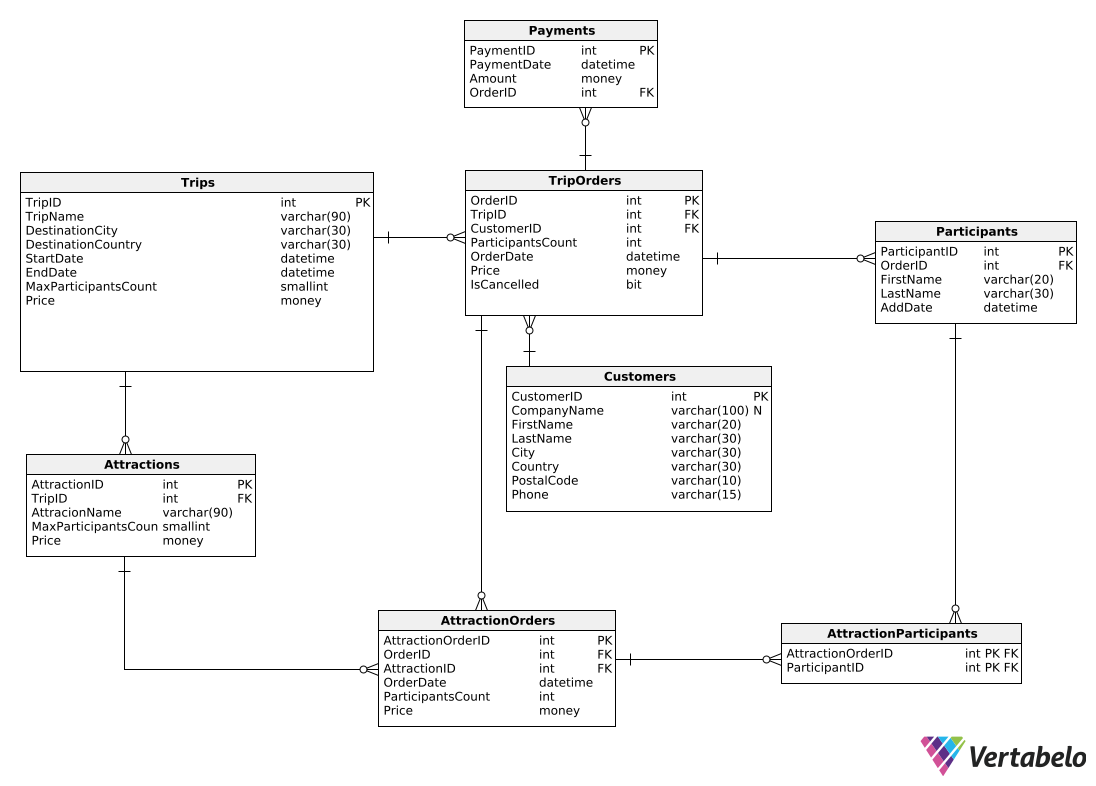 Payments
PaymentID int PK
PaymentDate datetime
Amount money
OrderID int FK
Trips
TripID int PK
TripName varchar(90)
DestinationCity varchar(30)
DestinationCountry varchar(30)
StartDate datetime
EndDate datetime
MaxParticipantsCount smallint
Price money
TripOrders
OrderID int PK
TripID int FK
CustomerID int FK
ParticipantsCount int
OrderDate datetime
Price money
IsCancelled bit
Participants
ParticipantID int PK
OrderID int FK
FirstName varchar(20)
LastName varchar(30)
AddDate datetime
Customers
CustomerID int PK
CompanyName varchar(100) N
FirstName varchar(20)
LastName varchar(30)
City varchar(30)
Country varchar(30)
PostalCode varchar(10)
Phone varchar(15)
Attractions
AttractionID int PK
TripID int FK
AttracionName varchar(90)
MaxParticipantsCoun smallint
Price money
AttractionOrders
AttractionOrderID int PK
OrderID int FK
AttractionID int FK
OrderDate datetime
ParticipantsCount int
Price money
AttractionParticipants
AttractionOrderID int PK FK
ParticipantID int PK FK
Vertabelo